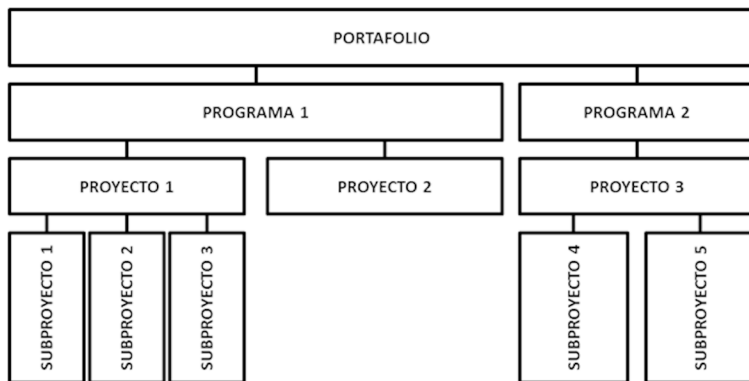 PORTAFOLIO
PROGRAMA 1
PROGRAMA 2
PROYECTO 1
PROYECTO 2
PROYECTO 3
SUBPROYECTO 1
SUBPROYECTO 2
SUBPROYECTO 3
SUBPROYECTO 4
SUBPROYECTO 5